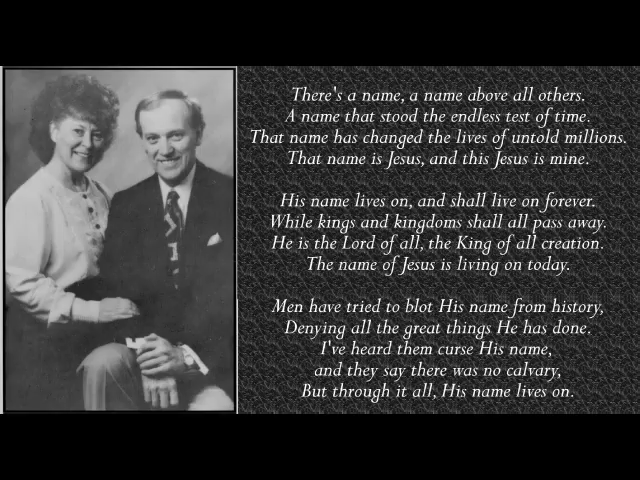 There's a name, a name above all others.
A name that stood the endless test of time.
That name has changed the lives of untold millions.
That name is Jesus, and this Jesus is mine.
His name lives on, and shall live on forever.
While kings and kingdoms shall all pass away.
He is the Lord of all, the King of all creation.
The name of Jesus is living on today.
Men have tried to blot His name from history,
Denying all the great things He has done.
I've heard them curse His name,
and they say there was no calvary,
But through it all, His name lives on.